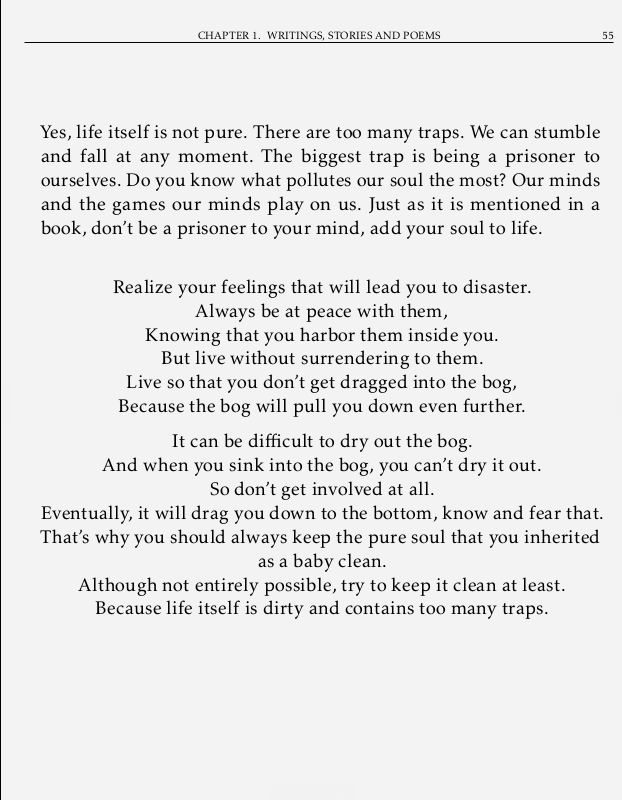 CHAPTER 1. WRITINGS, STORIES AND POEMS 55
Yes, life itself is not pure. There are too many traps. We can stumble
and fall at any moment. The biggest trap is being a prisoner to
ourselves. Do you know what pollutes our soul the most? Our minds
and the games our minds play on us. Just as it is mentioned in a
book, don't be a prisoner to your mind, add your soul to life.
Realize your feelings that will lead you to disaster.
Always be at peace with them,
Knowing that you harbor them inside you.
But live without surrendering to them.
Live so that you don't get dragged into the bog,
Because the bog will pull you down even further.
It can be difficult to dry out the bog.
And when you sink into the bog, you can't dry it out.
So don't get involved at all.
Eventually, it will drag you down to the bottom, know and fear that.
That's why you should always keep the pure soul that you inherited
as a baby clean.
Although not entirely possible, try to keep it clean at least.
Because life itself is dirty and contains too many traps.